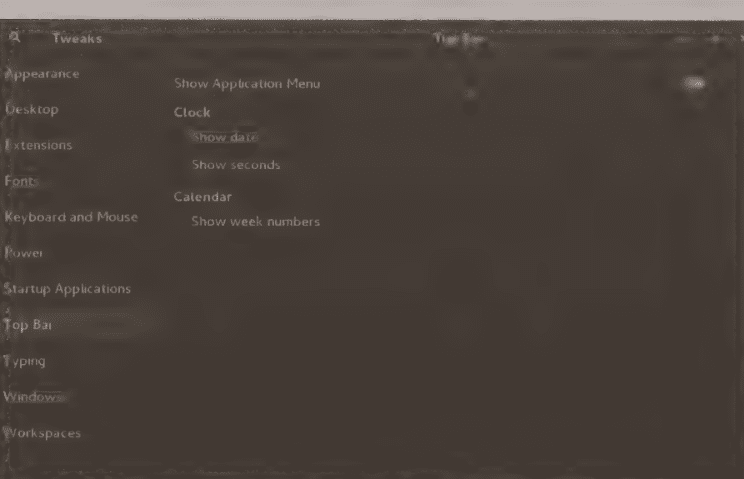 Tweaks
Appearance
Desktop
Extensions
Fonts
Keyboard and Mouse
Power
Startup Applications
Top Bar
Typing
Windows
Workspaces
Show Application Menu
Clock
Show date
Show seconds
Calendar
Show week numbers